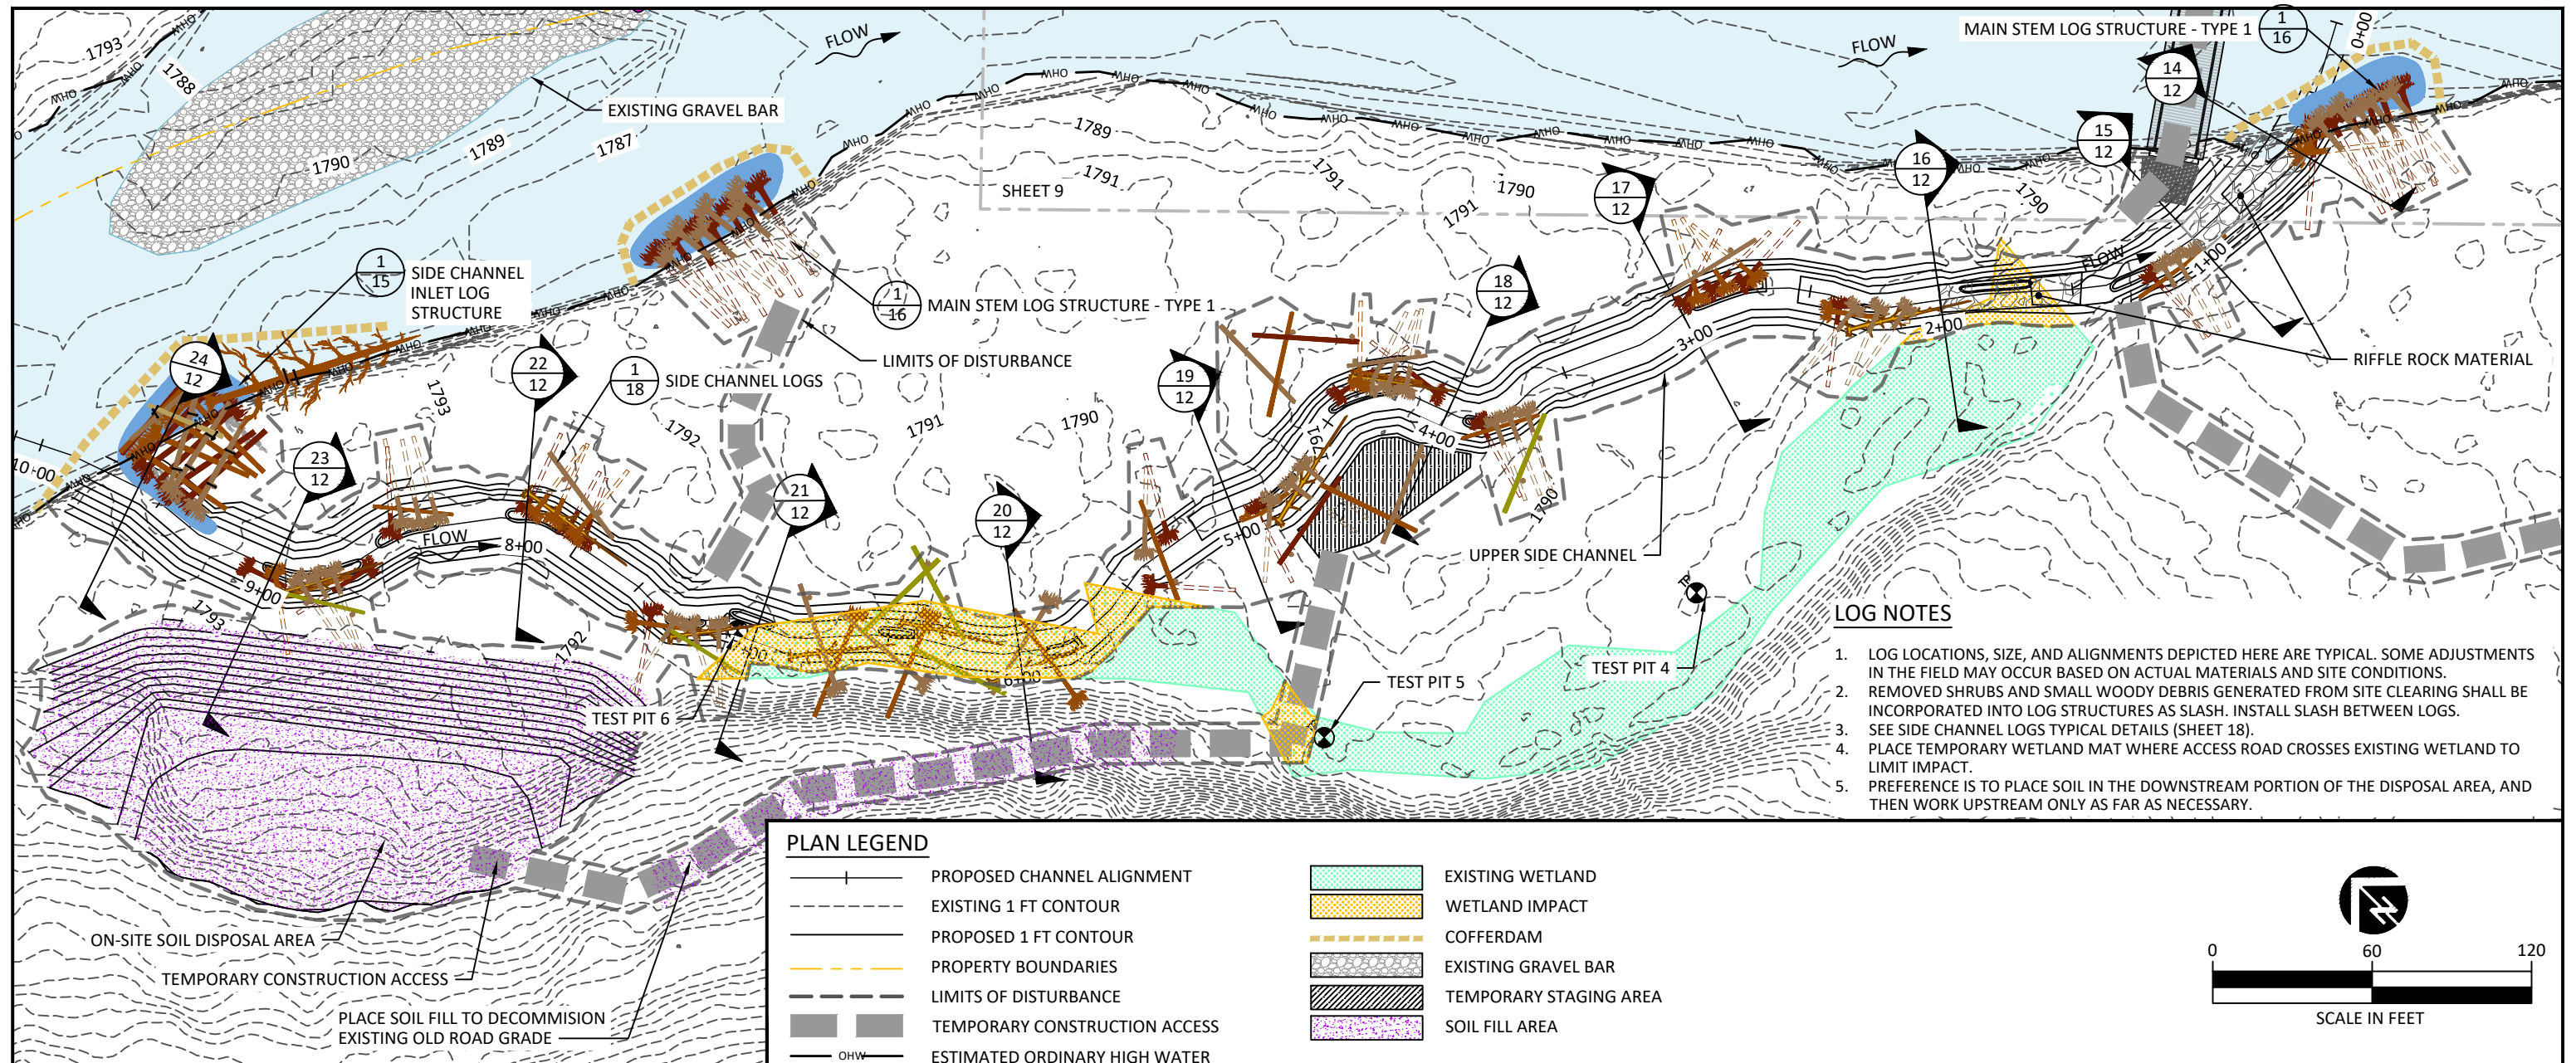 1793
1788
EXISTING GRAVEL BAR
1790
1789
1787
FLOW
FLOW
MAIN STEM LOG STRUCTURE - TYPE 1
1
16
0+00
14
12
15
12
16
12
17
12
1789
1791
1791
1790
1791
1790
SHEET 9
1
15
SIDE CHANNEL
INLET LOG
STRUCTURE
1
16
MAIN STEM LOG STRUCTURE - TYPE 1
LIMITS OF DISTURBANCE
18
12
19
12
FLOW
1+00
2+00
3+00
4+00
5+00
RIFFLE ROCK MATERIAL
24
12
22
12
1
18
SIDE CHANNEL LOGS
1793
1792
1791
1790
1791
1790
23
12
21
12
20
12
10+00
FLOW
8+00
9+00
1793
1792
+00
6+00
UPPER SIDE CHANNEL
TP
TEST PIT 4
TEST PIT 5
TEST PIT 6
LOG NOTES
1. LOG LOCATIONS, SIZE, AND ALIGNMENTS DEPICTED HERE ARE TYPICAL. SOME ADJUSTMENTS
IN THE FIELD MAY OCCUR BASED ON ACTUAL MATERIALS AND SITE CONDITIONS.
2. REMOVED SHRUBS AND SMALL WOODY DEBRIS GENERATED FROM SITE CLEARING SHALL BE
INCORPORATED INTO LOG STRUCTURES AS SLASH. INSTALL SLASH BETWEEN LOGS.
3. SEE SIDE CHANNEL LOGS TYPICAL DETAILS (SHEET 18).
4. PLACE TEMPORARY WETLAND MAT WHERE ACCESS ROAD CROSSES EXISTING WETLAND TO
LIMIT IMPACT.
5. PREFERENCE IS TO PLACE SOIL IN THE DOWNSTREAM PORTION OF THE DISPOSAL AREA, AND
THEN WORK UPSTREAM ONLY AS FAR AS NECESSARY.
ON-SITE SOIL DISPOSAL AREA
TEMPORARY CONSTRUCTION ACCESS
PLACE SOIL FILL TO DECOMMISION
EXISTING OLD ROAD GRADE
PLAN LEGEND
PROPOSED CHANNEL ALIGNMENT
EXISTING 1 FT CONTOUR
PROPOSED 1 FT CONTOUR
PROPERTY BOUNDARIES
LIMITS OF DISTURBANCE
TEMPORARY CONSTRUCTION ACCESS
OHW
ESTIMATED ORDINARY HIGH WATER
EXISTING WETLAND
WETLAND IMPACT
COFFERDAM
EXISTING GRAVEL BAR
TEMPORARY STAGING AREA
SOIL FILL AREA
0 60 120
SCALE IN FEET